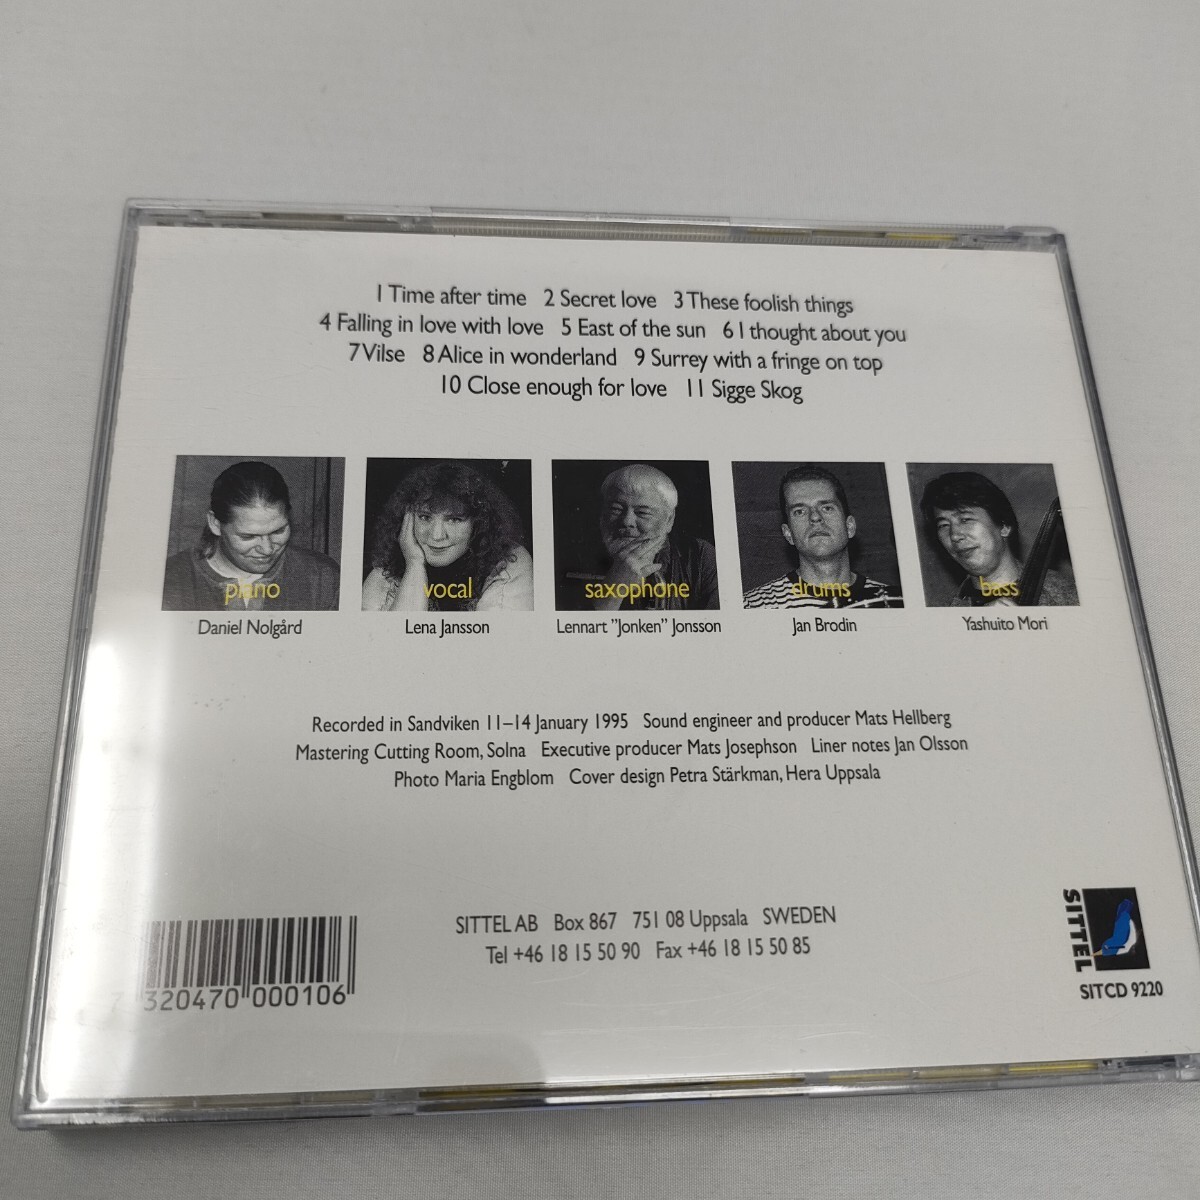 1 Time after time 2 Secret love 3 These foolish things
4 Falling in love with love 5 East of the sun 6 I thought about you
7 Vilse 8 Alice in wonderland 9 Surrey with a fringe on top
10 Close enough for love 11 Sigge Skog
piano vocal saxophone drums bass
Daniel Nolgård Lena Jansson Lennart "Jonken" Jonsson Jan Brodin Yashuito Mori
Recorded in Sandviken 11–14 January 1995 Sound engineer and producer Mats Hellberg
Mastering Cutting Room, Solna Executive producer Mats Josephson Liner notes Jan Olsson
Photo Maria Engblom Cover design Petra Stärkman, Hera Uppsala
SITTEL AB Box 867 751 08 Uppsala SWEDEN
Tel +46 18 15 50 90 Fax +46 18 15 50 85
7 320470 000106
SITTEL
SITCD 9220